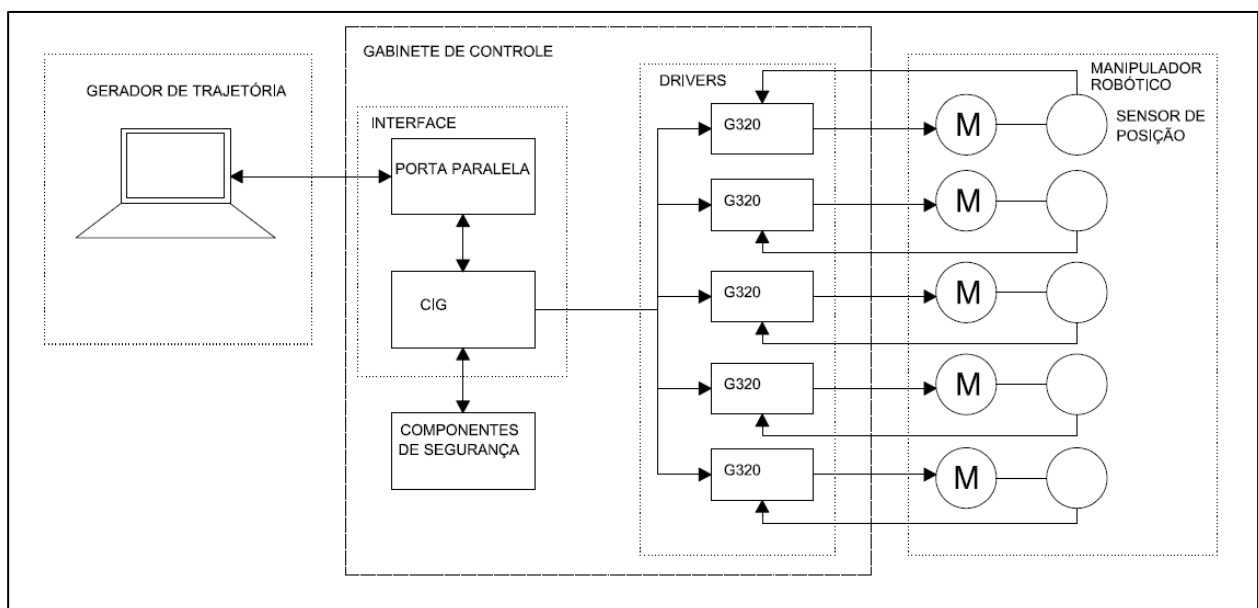 GABINETE DE CONTROLE
GERADOR DE TRAJETÓRIA
INTERFACE
PORTA PARALELA
CIG
COMPONENTES
DE SEGURANÇA
DRIVERS
G320
G320
G320
G320
G320
MANIPULADOR
ROBÓTICO
SENSOR DE
POSIÇÃO
M
M
M
M
M